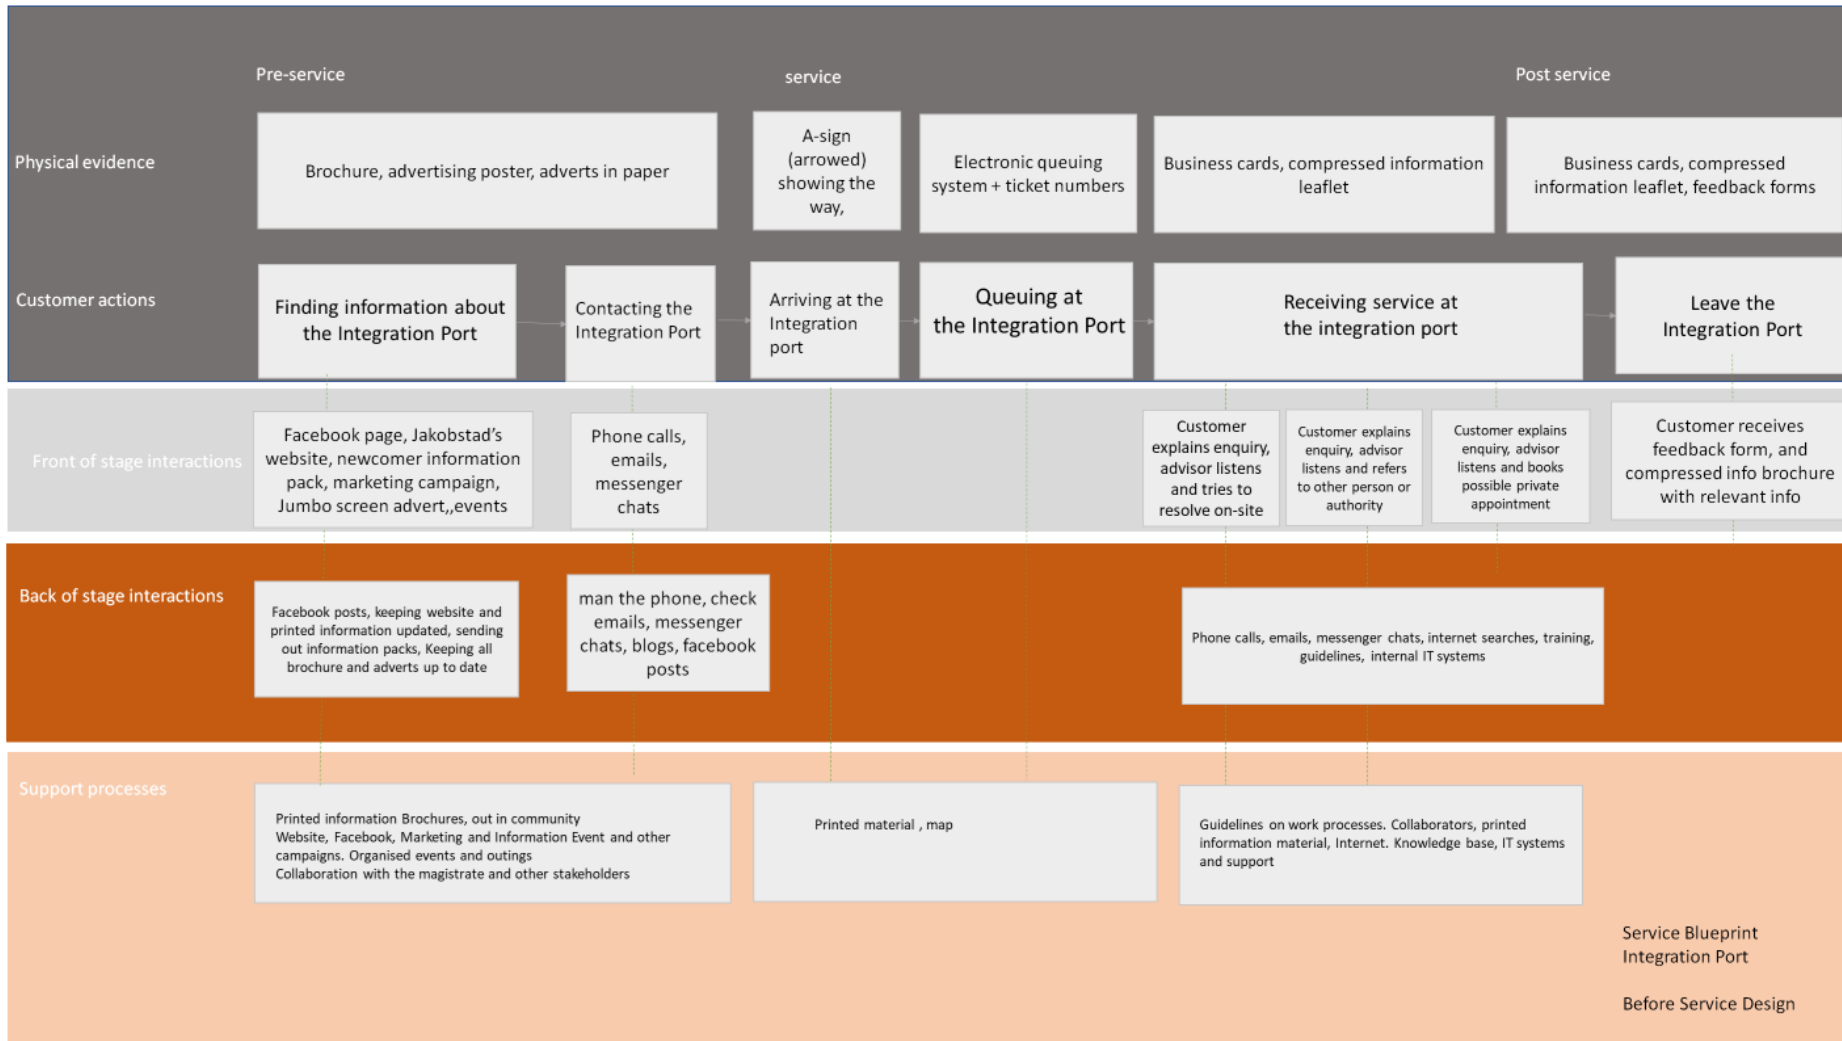 Pre-service
service
Post service
Physical evidence
Brochure, advertising poster, adverts in paper
A-sign
(arrowed)
showing the
way,
Electronic queuing
system + ticket numbers
Business cards, compressed information
leaflet
Business cards, compressed
information leaflet, feedback forms
Customer actions
Finding information about
the Integration Port
Contacting the
Integration Port
Arriving at the
Integration
port
Queuing at
the Integration Port
Receiving service at
the integration port
Leave the
Integration Port
Front of stage interactions
Facebook page, Jakobstad’s
website, newcomer information
pack, marketing campaign,
Jumbo screen advert,,events
Phone calls,
emails,
messenger
chats
Customer
explains enquiry,
advisor listens
and tries to
resolve on-site
Customer explains
enquiry, advisor
listens and refers
to other person or
authority
Customer explains
enquiry, advisor
listens and books
possible private
appointment
Customer receives
feedback form, and
compressed info brochure
with relevant info
Back of stage interactions
Facebook posts, keeping website and
printed information updated, sending
out information packs, Keeping all
brochure and adverts up to date
man the phone, check
emails, messenger
chats, blogs, facebook
posts
Phone calls, emails, messenger chats, internet searches, training,
guidelines, internal IT systems
Support processes
Printed information Brochures, out in community
Website, Facebook, Marketing and Information Event and other
campaigns. Organised events and outings
Collaboration with the magistrate and other stakeholders
Printed material , map
Guidelines on work processes. Collaborators, printed
information material, Internet. Knowledge base, IT systems
and support
Service Blueprint
Integration Port
Before Service Design